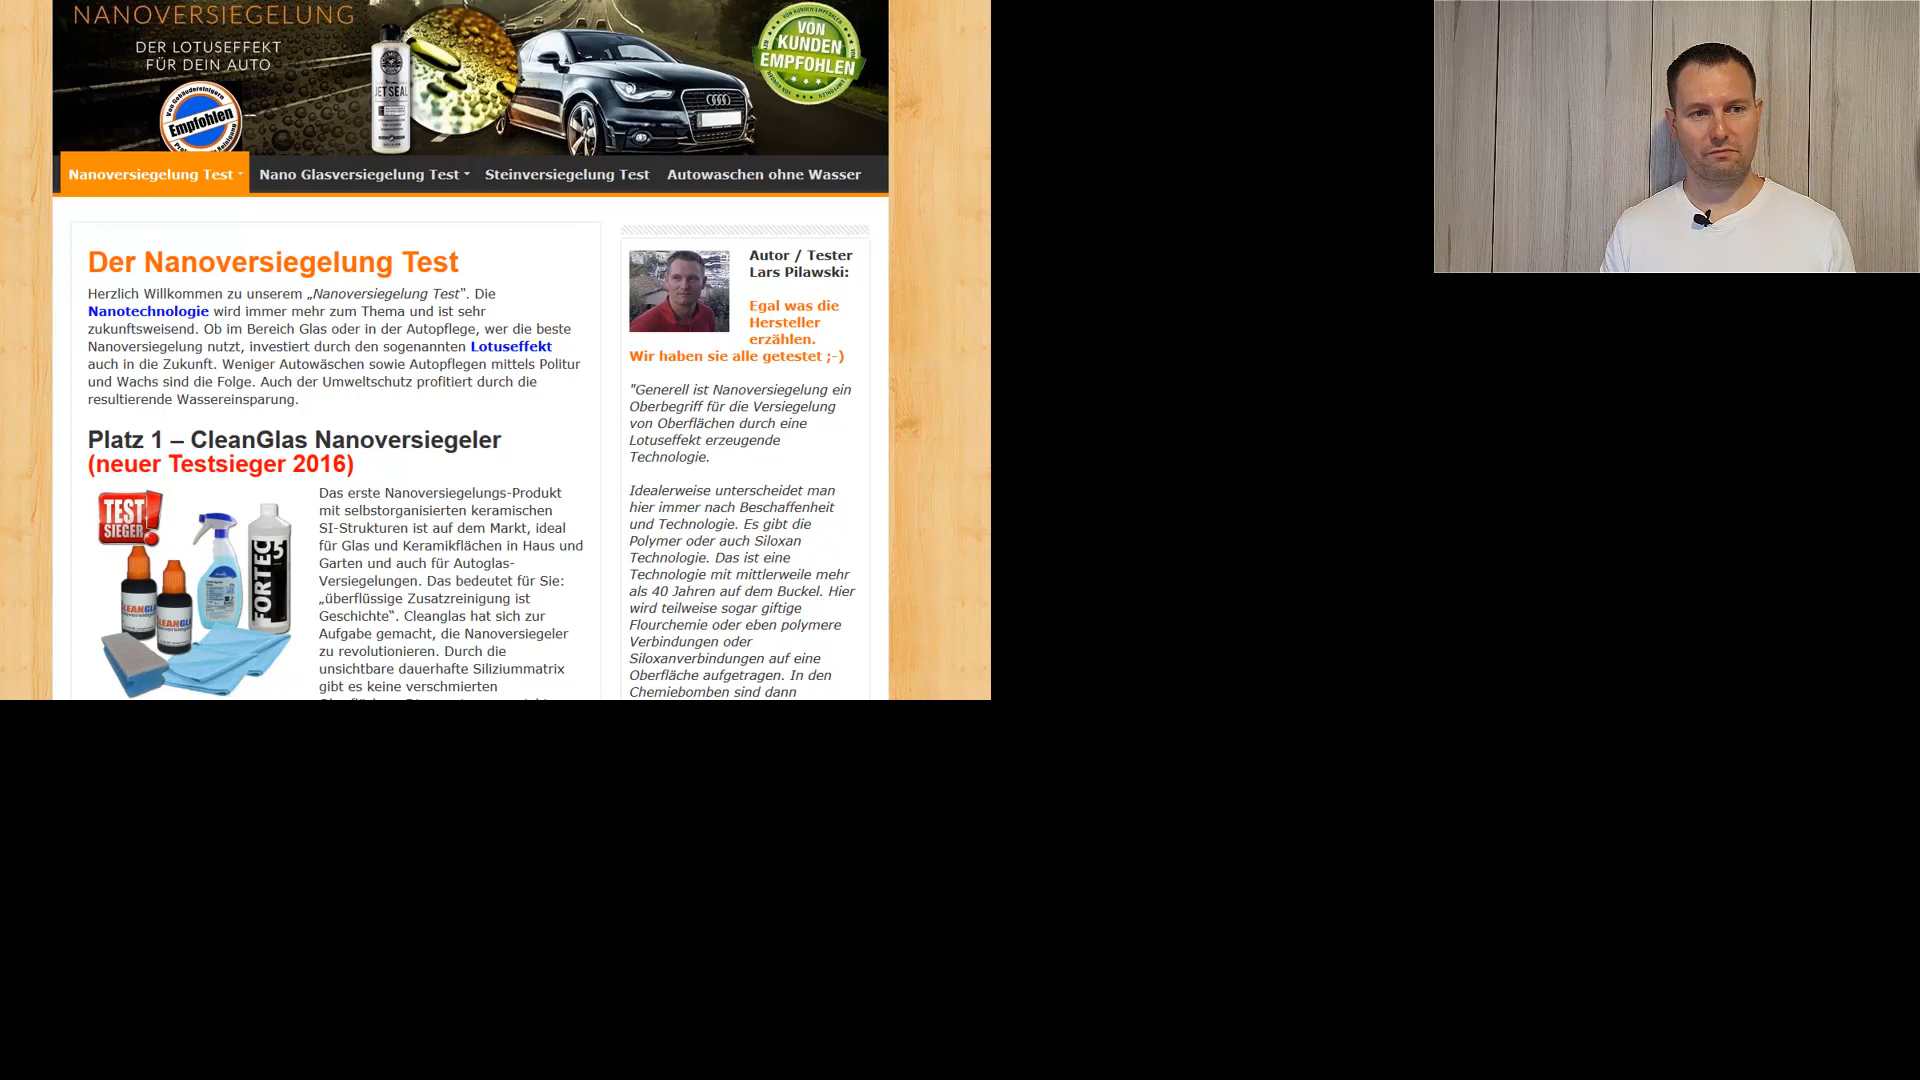 NANOVERSIEGELUNG
DER LOTUSEFFEKT
FÜR DEIN AUTO
Von Gebäudereinigern
Empfohlen
JET SEAL
VON KUNDEN EMPFOHLEN
VON
KUNDEN
EMPFOHLEN
Nanoversiegelung Test
Nano Glasversiegelung Test
Steinversiegelung Test
Autowaschen ohne Wasser
Der Nanoversiegelung Test
Herzlich Willkommen zu unserem „Nanoversiegelung Test“. Die
Nanotechnologie wird immer mehr zum Thema und ist sehr
zukunftsweisend. Ob im Bereich Glas oder in der Autopflege, wer die beste
Nanoversiegelung nutzt, investiert durch den sogenannten Lotuseffekt
auch in die Zukunft. Weniger Autowäschen sowie Autopflegen mittels Politur
und Wachs sind die Folge. Auch der Umweltschutz profitiert durch die
resultierende Wassereinsparung.
Platz 1 – CleanGlas Nanoversiegeler
(neuer Testsieger 2016)
TEST
SIEGER!
FORTEC
Das erste Nanoversiegelungs-Produkt
mit selbstorganisierten keramischen
SI-Strukturen ist auf dem Markt, ideal
für Glas und Keramikflächen in Haus und
Garten und auch für Autoglas-
Versiegelungen. Das bedeutet für Sie:
„überflüssige Zusatzreinigung ist
Geschichte“. Cleanglas hat sich zur
Aufgabe gemacht, die Nanoversiegeler
zu revolutionieren. Durch die
unsichtbare dauerhafte Siliziummatrix
gibt es keine verschmierten
Autor / Tester
Lars Pilawski:
Egal was die
Hersteller
erzählen.
Wir haben sie alle getestet ;-)
"Generell ist Nanoversiegelung ein
Oberbegriff für die Versiegelung
von Oberflächen durch eine
Lotuseffekt erzeugende
Technologie.
Idealerweise unterscheidet man
hier immer nach Beschaffenheit
und Technologie. Es gibt die
Polymer oder auch Siloxan
Technologie. Das ist eine
Technologie mit mittlerweile mehr
als 40 Jahren auf dem Buckel. Hier
wird teilweise sogar giftige
Flourchemie oder eben polymere
Verbindungen oder
Siloxanverbindungen auf eine
Oberfläche aufgetragen. In den
Chemiebomben sind dann